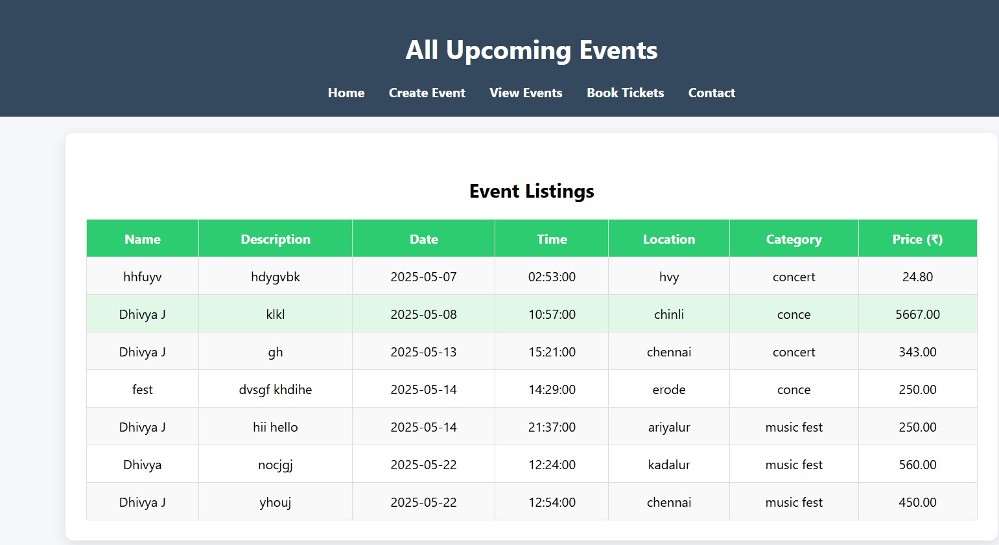 All Upcoming Events
Home Create Event View Events Book Tickets Contact
Event Listings
Name Description Date Time Location Category Price (₹)
hhfuyv hdygvbk 2025-05-07 02:53:00 hvy concert 24.80
Dhivya J klkl 2025-05-08 10:57:00 chinli conce 5667.00
Dhivya J gh 2025-05-13 15:21:00 chennai concert 343.00
fest dvsgf khdihe 2025-05-14 14:29:00 erode conce 250.00
Dhivya J hii hello 2025-05-14 21:37:00 ariyalur music fest 250.00
Dhivya nocjgj 2025-05-22 12:24:00 kadalur music fest 560.00
Dhivya J yhouj 2025-05-22 12:54:00 chennai music fest 450.00